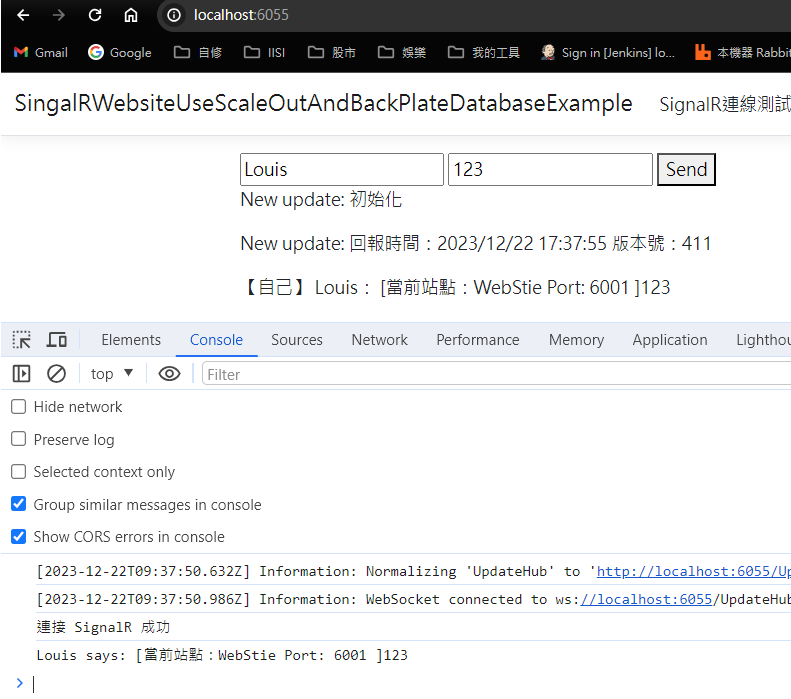 localhost:6055
Gmail Google 自修 IISI 股市 娛樂 我的工具 Sign in [Jenkins] lo... 本機器 Rabbi
SingalRWebsiteUseScaleOutAndBackPlateDatabaseExample SignalR連線測試
Louis 123 Send
New update: 初始化
New update: 回報時間：2023/12/22 17:37:55 版本號：411
【自己】Louis： [當前站點：WebStie Port: 6001 ]123
Elements Console Sources Network Performance Memory Application Lighthou
top Filter
Hide network
Preserve log
Selected context only
Group similar messages in console
Show CORS errors in console
[2023-12-22T09:37:50.632Z] Information: Normalizing 'UpdateHub' to 'http://localhost:6055/Up
[2023-12-22T09:37:50.986Z] Information: WebSocket connected to ws://localhost:6055/UpdateHub
連接 SignalR 成功
Louis says: [當前站點：WebStie Port: 6001 ]123